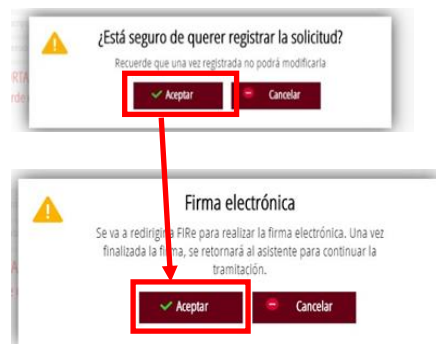 ¿Está seguro de querer registrar la solicitud?
Recuerde que una vez registrada no podrá modificarla
Aceptar
Cancelar
Firma electrónica
Se va a redirigir a FIRe para realizar la firma electrónica. Una vez
finalizada la firma, se retornará al asistente para continuar la
tramitación.
Aceptar
Cancelar